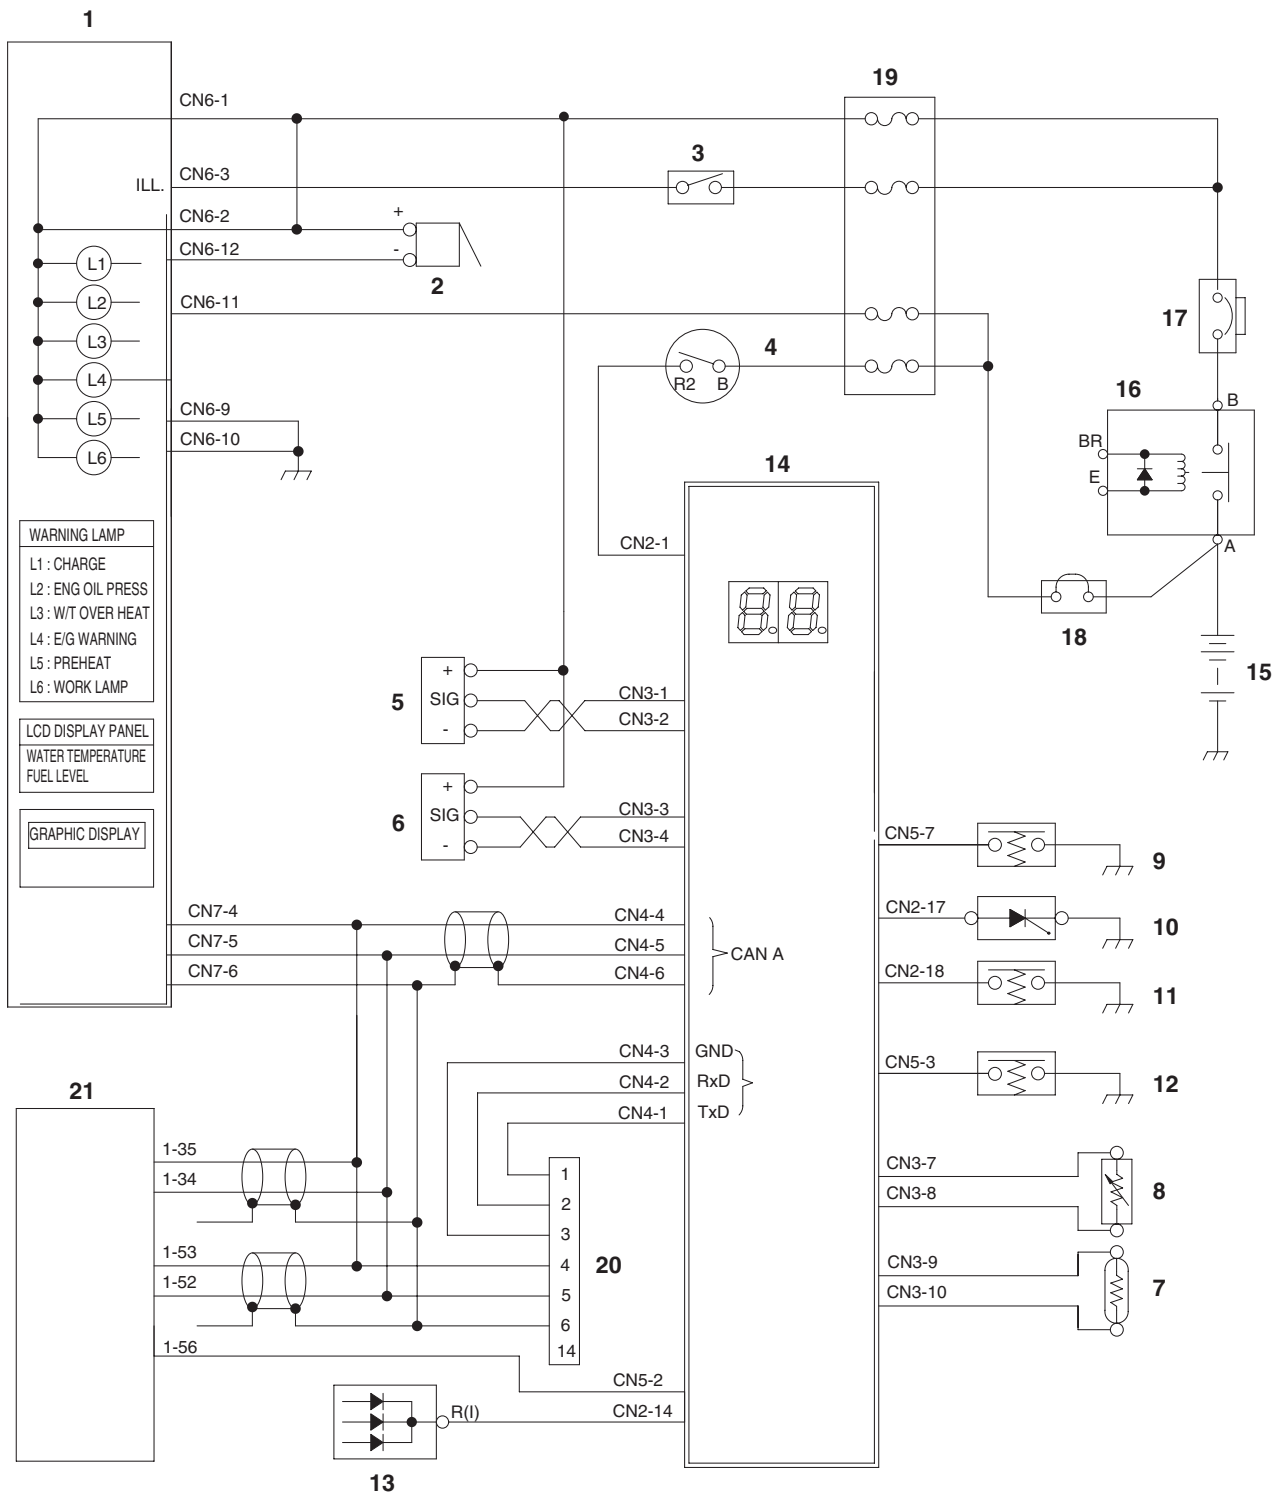 1
CN6-1
19
3
ILL.
CN6-3
CN6-2
+
CN6-12
-
2
L1
L2
L3
L4
L5
L6
CN6-11
4
R2 B
17
CN6-9
CN6-10
16
B
BR
E
A
14
WARNING LAMP
L1 : CHARGE
L2 : ENG OIL PRESS
L3 : W/T OVER HEAT
L4 : E/G WARNING
L5 : PREHEAT
L6 : WORK LAMP
CN2-1
8.8.
18
15
LCD DISPLAY PANEL
WATER TEMPERATURE
FUEL LEVEL
GRAPHIC DISPLAY
5
+
SIG
-
CN3-1
CN3-2
6
+
SIG
-
CN3-3
CN3-4
CN5-7
9
CN7-4
CN7-5
CN7-6
CN4-4
CN4-5
CN4-6
CAN A
CN2-17
10
CN2-18
11
CN4-3
CN4-2
CN4-1
GND
RxD
TxD
CN5-3
12
21
1-35
1-34
1-53
1-52
1-56
1
2
3
4
5
6
14
20
CN3-7
CN3-8
8
CN3-9
CN3-10
7
CN5-2
CN2-14
R(I)
13